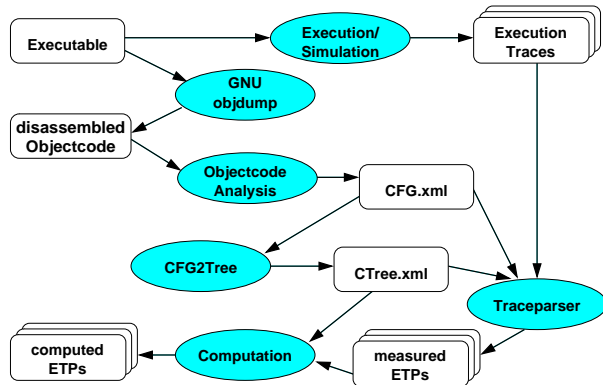 Executable
Execution/
Simulation
Execution
Traces
GNU
objdump
disassembled
Objectcode
Objectcode
Analysis
CFG.xml
CFG2Tree
CTree.xml
Traceparser
computed
ETPs
Computation
measured
ETPs